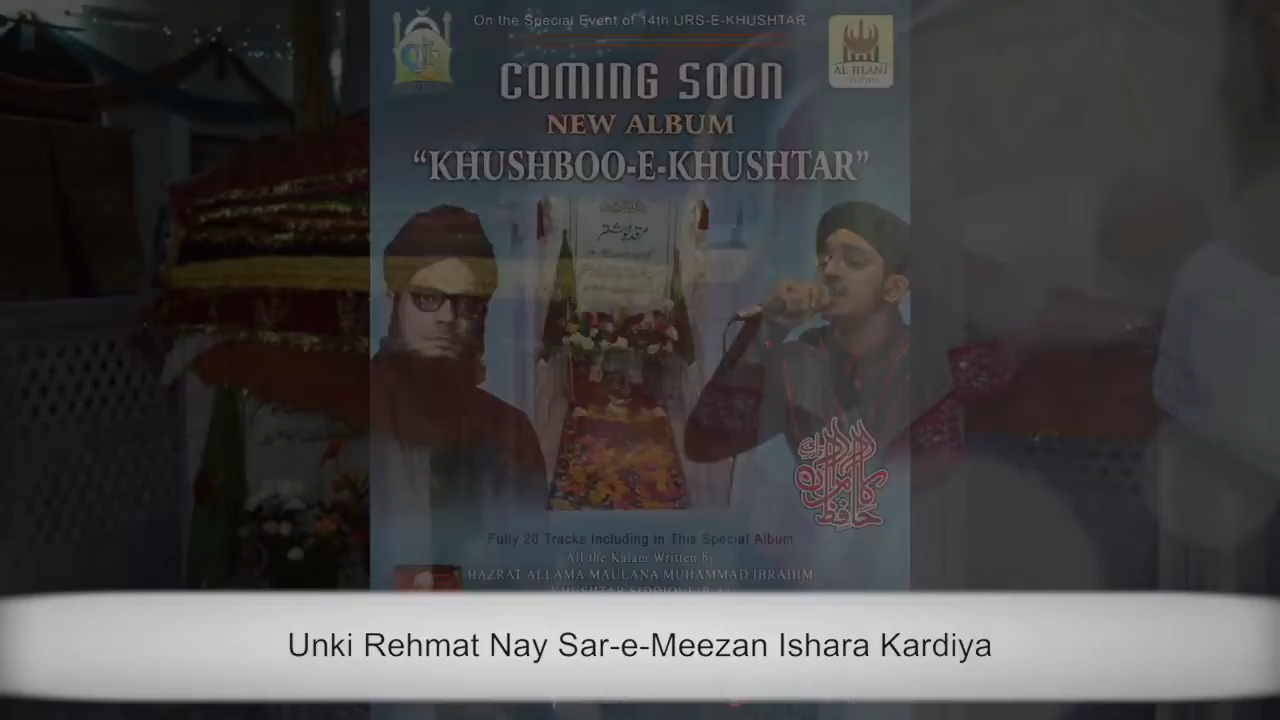 On the Special Event of 14th URS-E-KHUSHTAR
AL-JILANI
COMING SOON
NEW ALBUM
“KHUSHBOO-E-KHUSHTAR”
Fully 20 Tracks Including in This Special Album
All the Kalam Written by
HAZRAT ALLAMA MAULANA MUHAMMAD IBRAHIM
Unki Rehmat Nay Sar-e-Meezan Ishara Kardiya